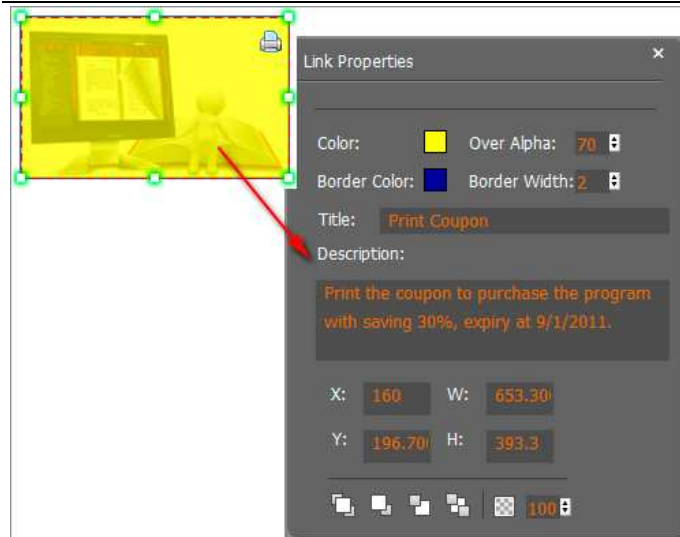 Link Properties
Color: Over Alpha: 70
Border Color: Border Width: 2
Title: Print Coupon
Description:
Print the coupon to purchase the program
with saving 30%, expiry at 9/1/2011.
X: 160 W: 653.30
Y: 196.70 H: 393.3
100